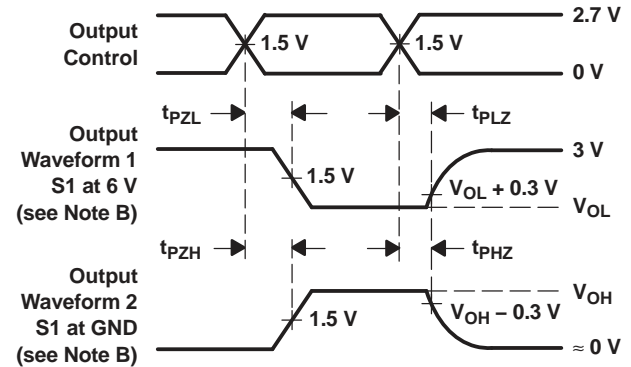 2.7 V
Output
Control
1.5 V
1.5 V
0 V
tPZL
tPLZ
Output
Waveform 1
S1 at 6 V
(see Note B)
3 V
1.5 V
VOL + 0.3 V
VOL
tPZH
tPHZ
Output
Waveform 2
S1 at GND
(see Note B)
VOH
VOH – 0.3 V
1.5 V
≈ 0 V